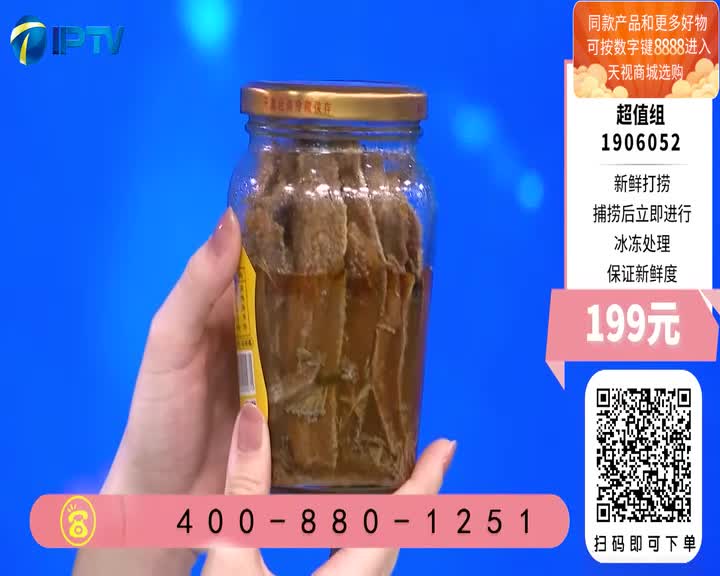 IPTV
同款产品和更多好物
可按数字键8888进入
天视商城选购
超值组
1906052
新鲜打捞
捕捞后立即进行
冰冻处理
保证新鲜度
199元
400-880-1251
扫码即可下单